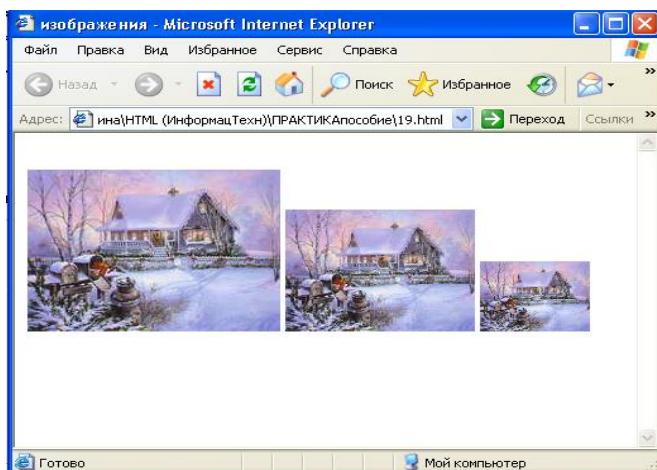 изображения - Microsoft Internet Explorer
Файл Правка Вид Избранное Сервис Справка
Назад Поиск Избранное »
Адрес: ина\HTML (ИнформацТехн)\ПРАКТИКАпособие\19.html Переход Ссылки »
Готово Мой компьютер